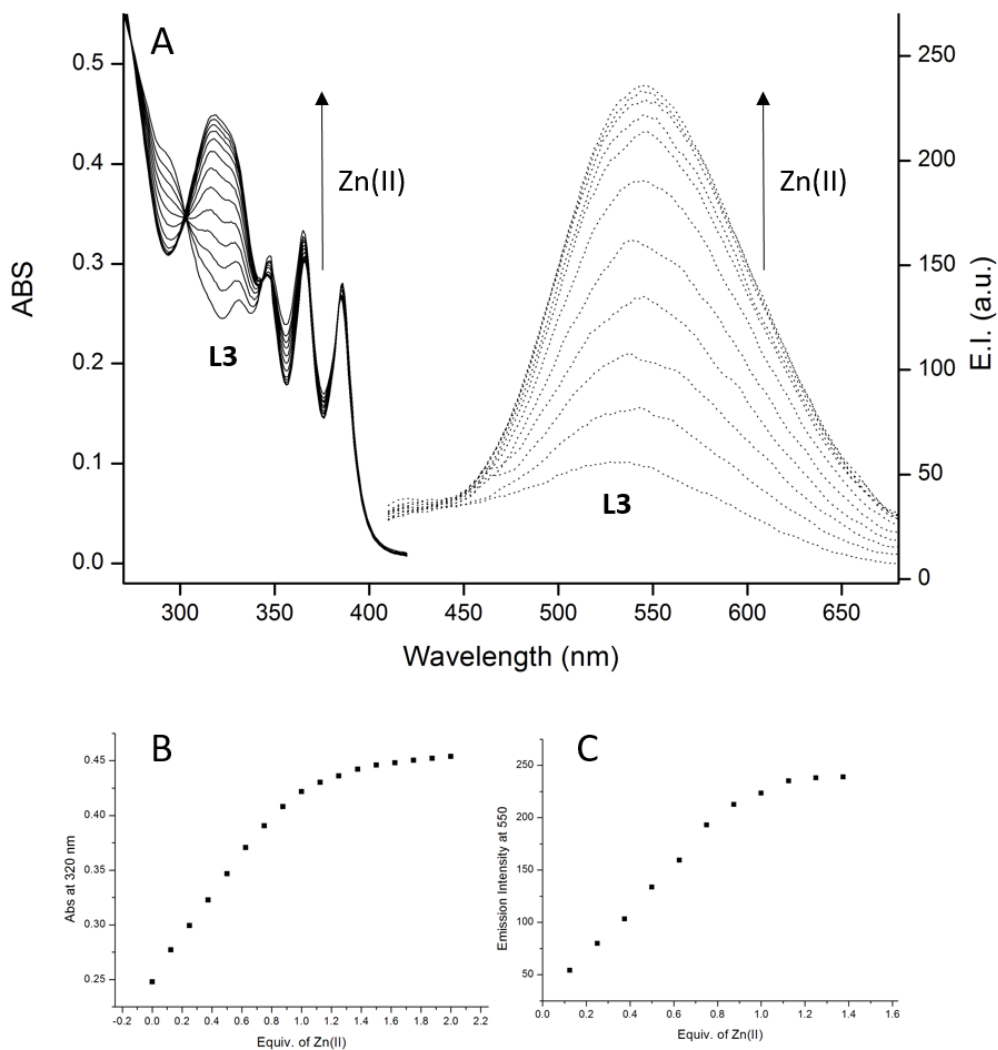 A
0.5
0.4
0.3
0.2
0.1
0.0
ABS
Zn(II)
L3
Zn(II)
L3
250
200
150
100
50
0
E.I. (a.u.)
300 350 400 450 500 550 600 650
Wavelength (nm)
B
0.45
0.40
0.35
0.30
0.25
Abs at 320 nm
-0.2 0.0 0.2 0.4 0.6 0.8 1.0 1.2 1.4 1.6 1.8 2.0 2.2
Equiv. of Zn(II)
C
250
200
150
100
50
Emission Intensity at 550
0.0 0.2 0.4 0.6 0.8 1.0 1.2 1.4 1.6
Equiv. of Zn(II)